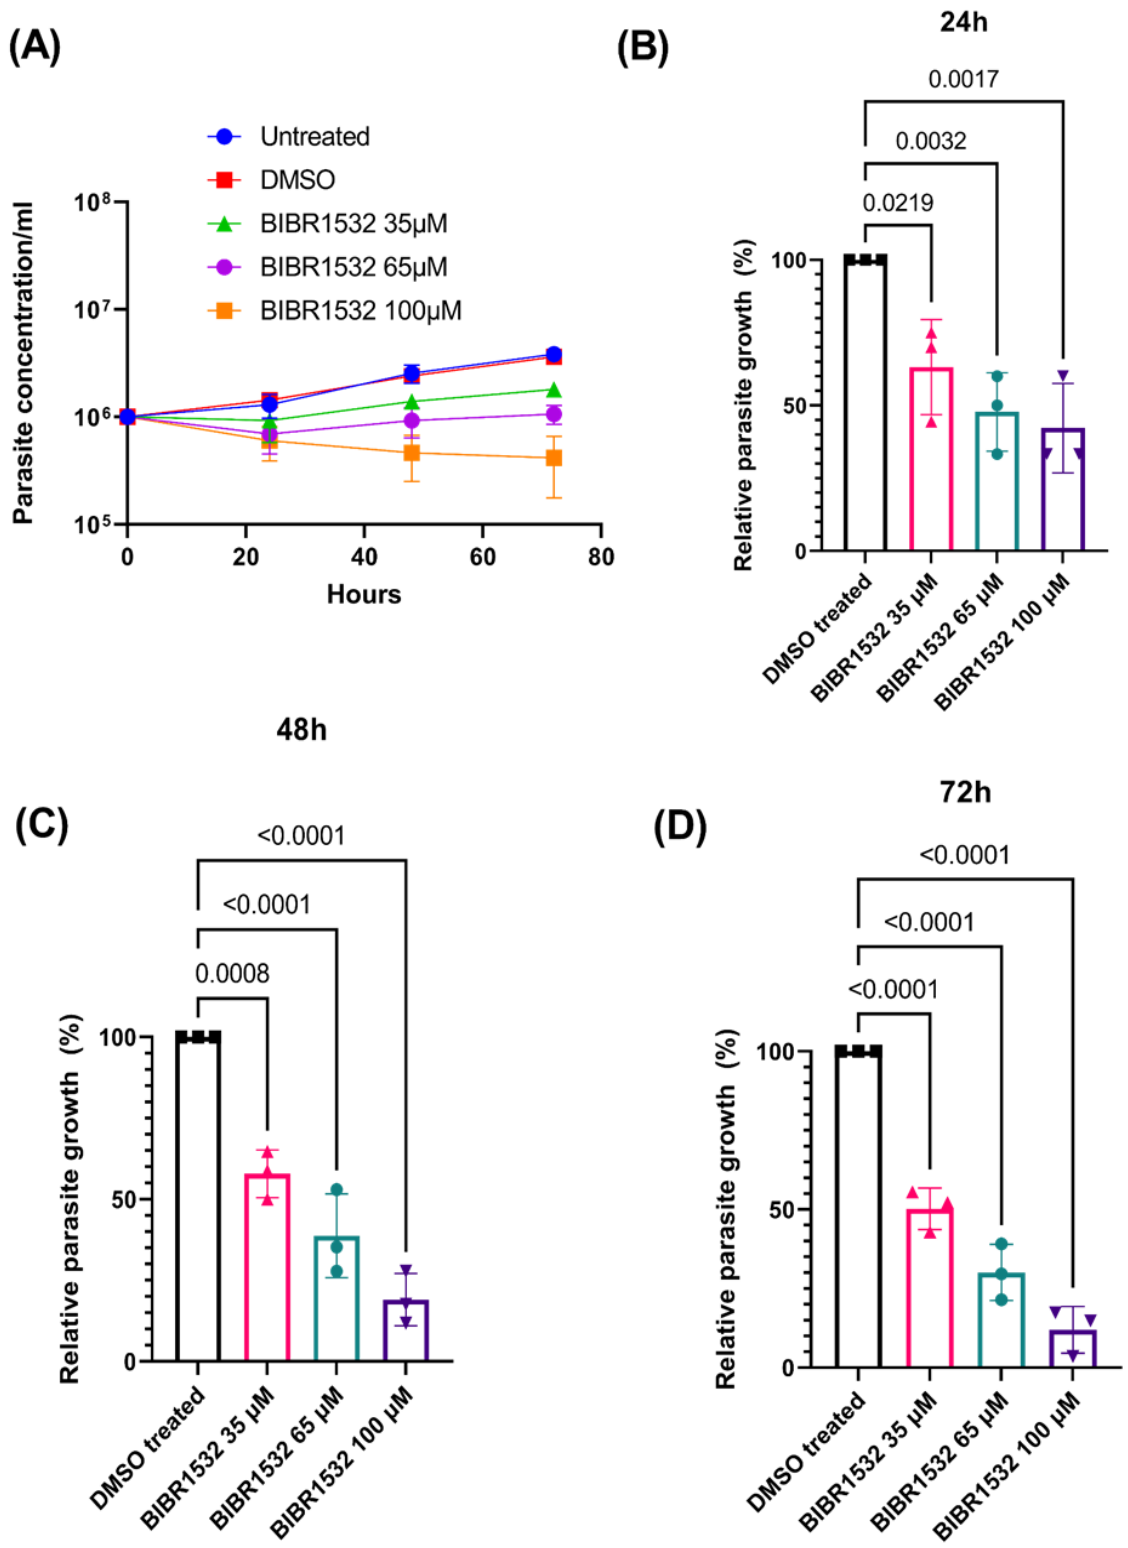 (A)
Untreated
DMSO
BIBR1532 35µM
BIBR1532 65µM
BIBR1532 100µM
Parasite concentration/ml
10⁸
10⁷
10⁶
10⁵
0
20
40
60
80
Hours
(B)
24h
0.0017
0.0032
0.0219
Relative parasite growth (%)
100
50
0
DMSO treated
BIBR1532 35 µM
BIBR1532 65 µM
BIBR1532 100 µM
48h
(C)
<0.0001
<0.0001
0.0008
Relative parasite growth (%)
100
50
0
DMSO treated
BIBR1532 35 µM
BIBR1532 65 µM
BIBR1532 100 µM
72h
(D)
<0.0001
<0.0001
<0.0001
Relative parasite growth (%)
100
50
0
DMSO treated
BIBR1532 35 µM
BIBR1532 65 µM
BIBR1532 100 µM